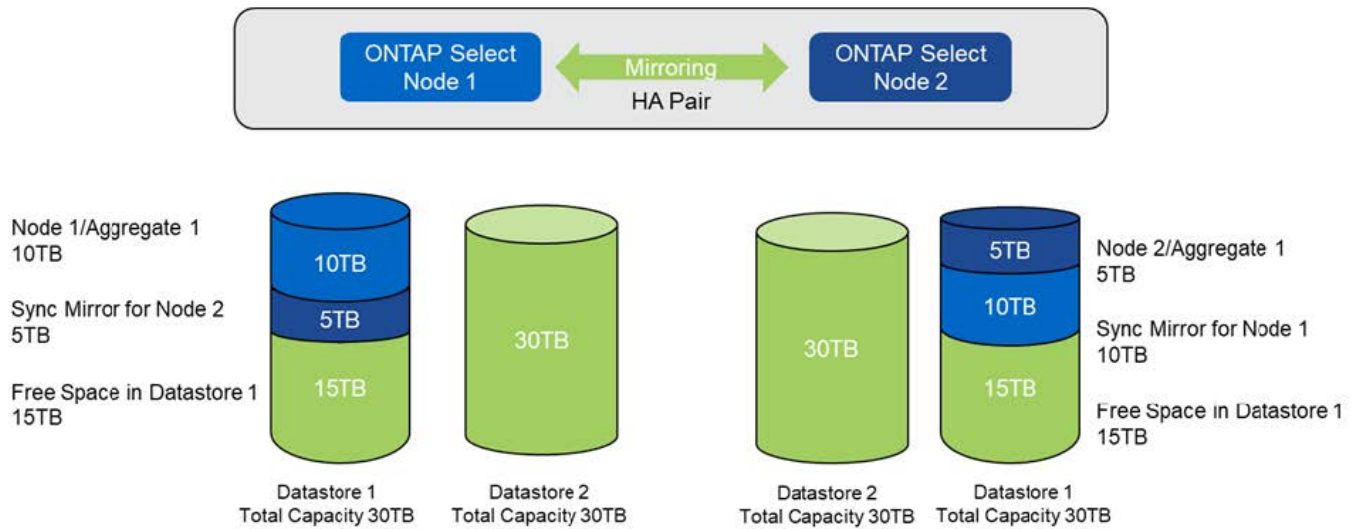 ONTAP Select
Node 1
Mirroring
HA Pair
ONTAP Select
Node 2
Node 1/Aggregate 1
10TB
Sync Mirror for Node 2
5TB
Free Space in Datastore 1
15TB
10TB
5TB
15TB
30TB
30TB
5TB
10TB
15TB
Node 2/Aggregate 1
5TB
Sync Mirror for Node 1
10TB
Free Space in Datastore 1
15TB
Datastore 1
Total Capacity 30TB
Datastore 2
Total Capacity 30TB
Datastore 2
Total Capacity 30TB
Datastore 1
Total Capacity 30TB